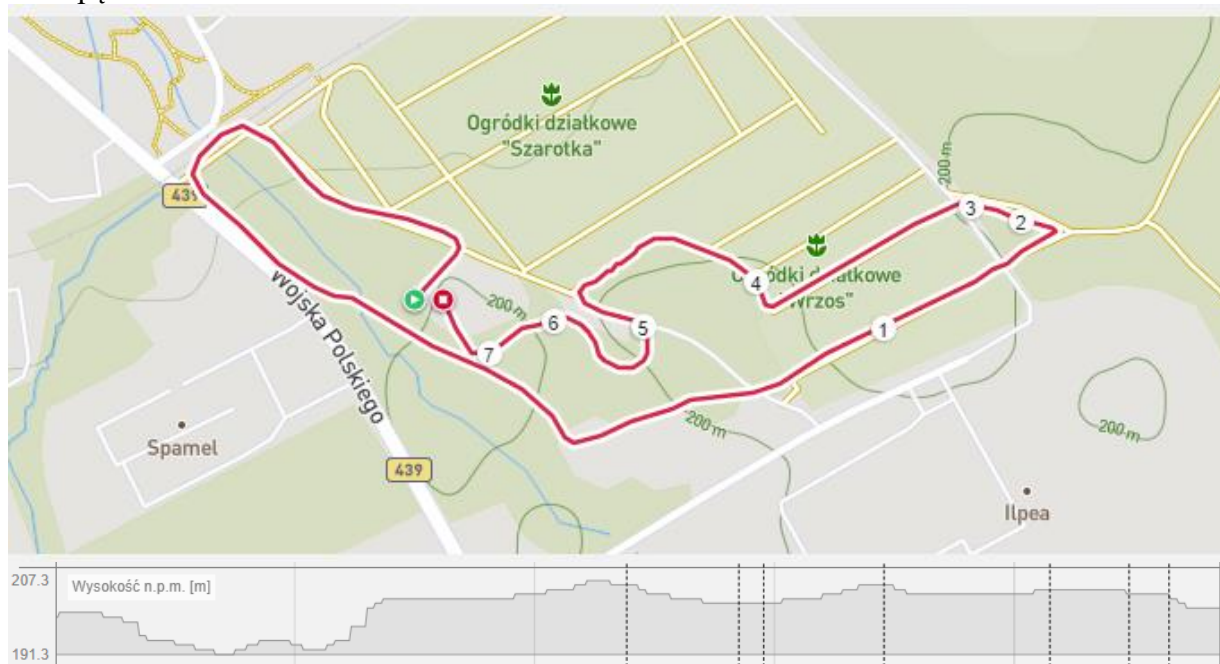 Ogródki działkowe
"Szarotka"
439
200 m
3
2
Ogródki działkowe
Wrzos"
4
1
Wojska Polskiego
200 m
6
5
7
200 m
200 m
Spamel
439
Ilpea
207.3
Wysokość n.p.m. [m]
191.3